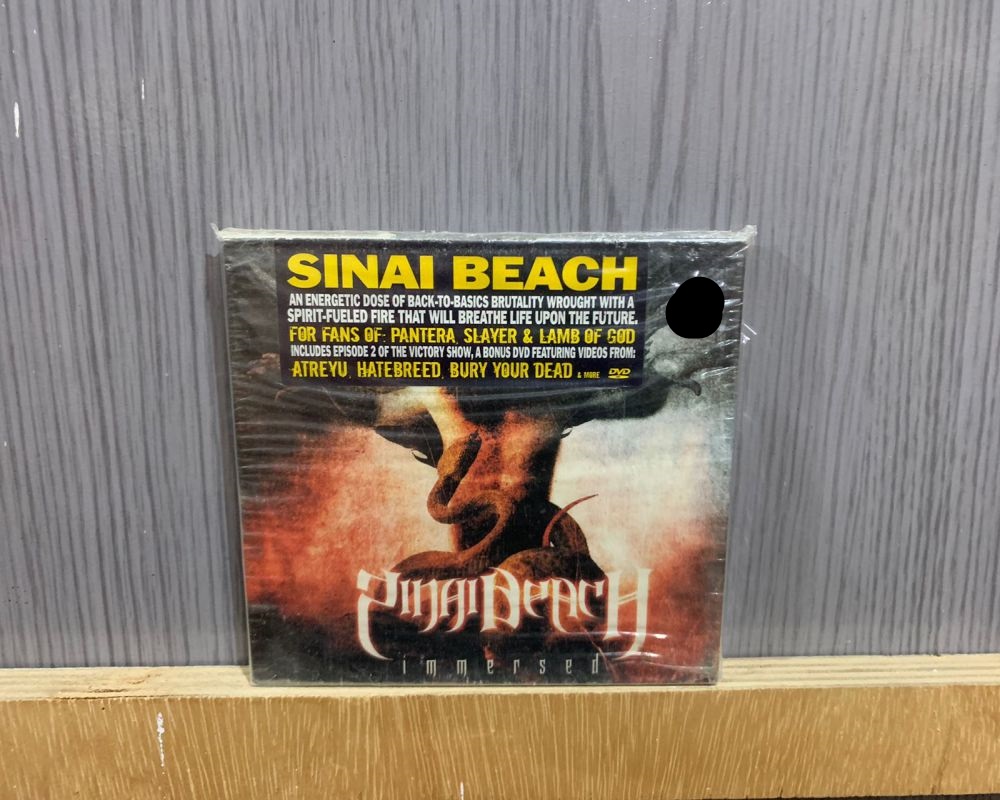 SINAI BEACH
AN ENERGETIC DOSE OF BACK-TO-BASICS BRUTALITY WROUGHT WITH A
SPIRIT-FUELED FIRE THAT WILL BREATHE LIFE UPON THE FUTURE.
FOR FANS OF: PANTERA, SLAYER & LAMB OF GOD
INCLUDES EPISODE 2 OF THE VICTORY SHOW, A BONUS DVD FEATURING VIDEOS FROM:
ATREYU, HATEBREED, BURY YOUR DEAD & MORE DVD
SINAI BEACH
immersed